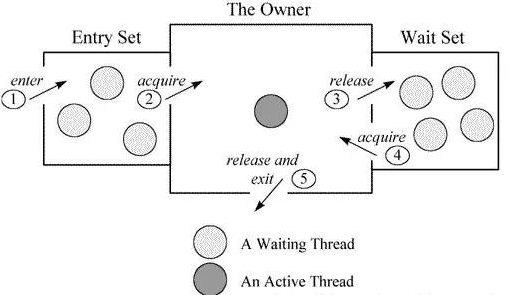 The Owner
Entry Set
Wait Set
enter
1
acquire
2
release
3
acquire
4
release and
exit
5
A Waiting Thread
An Active Thread